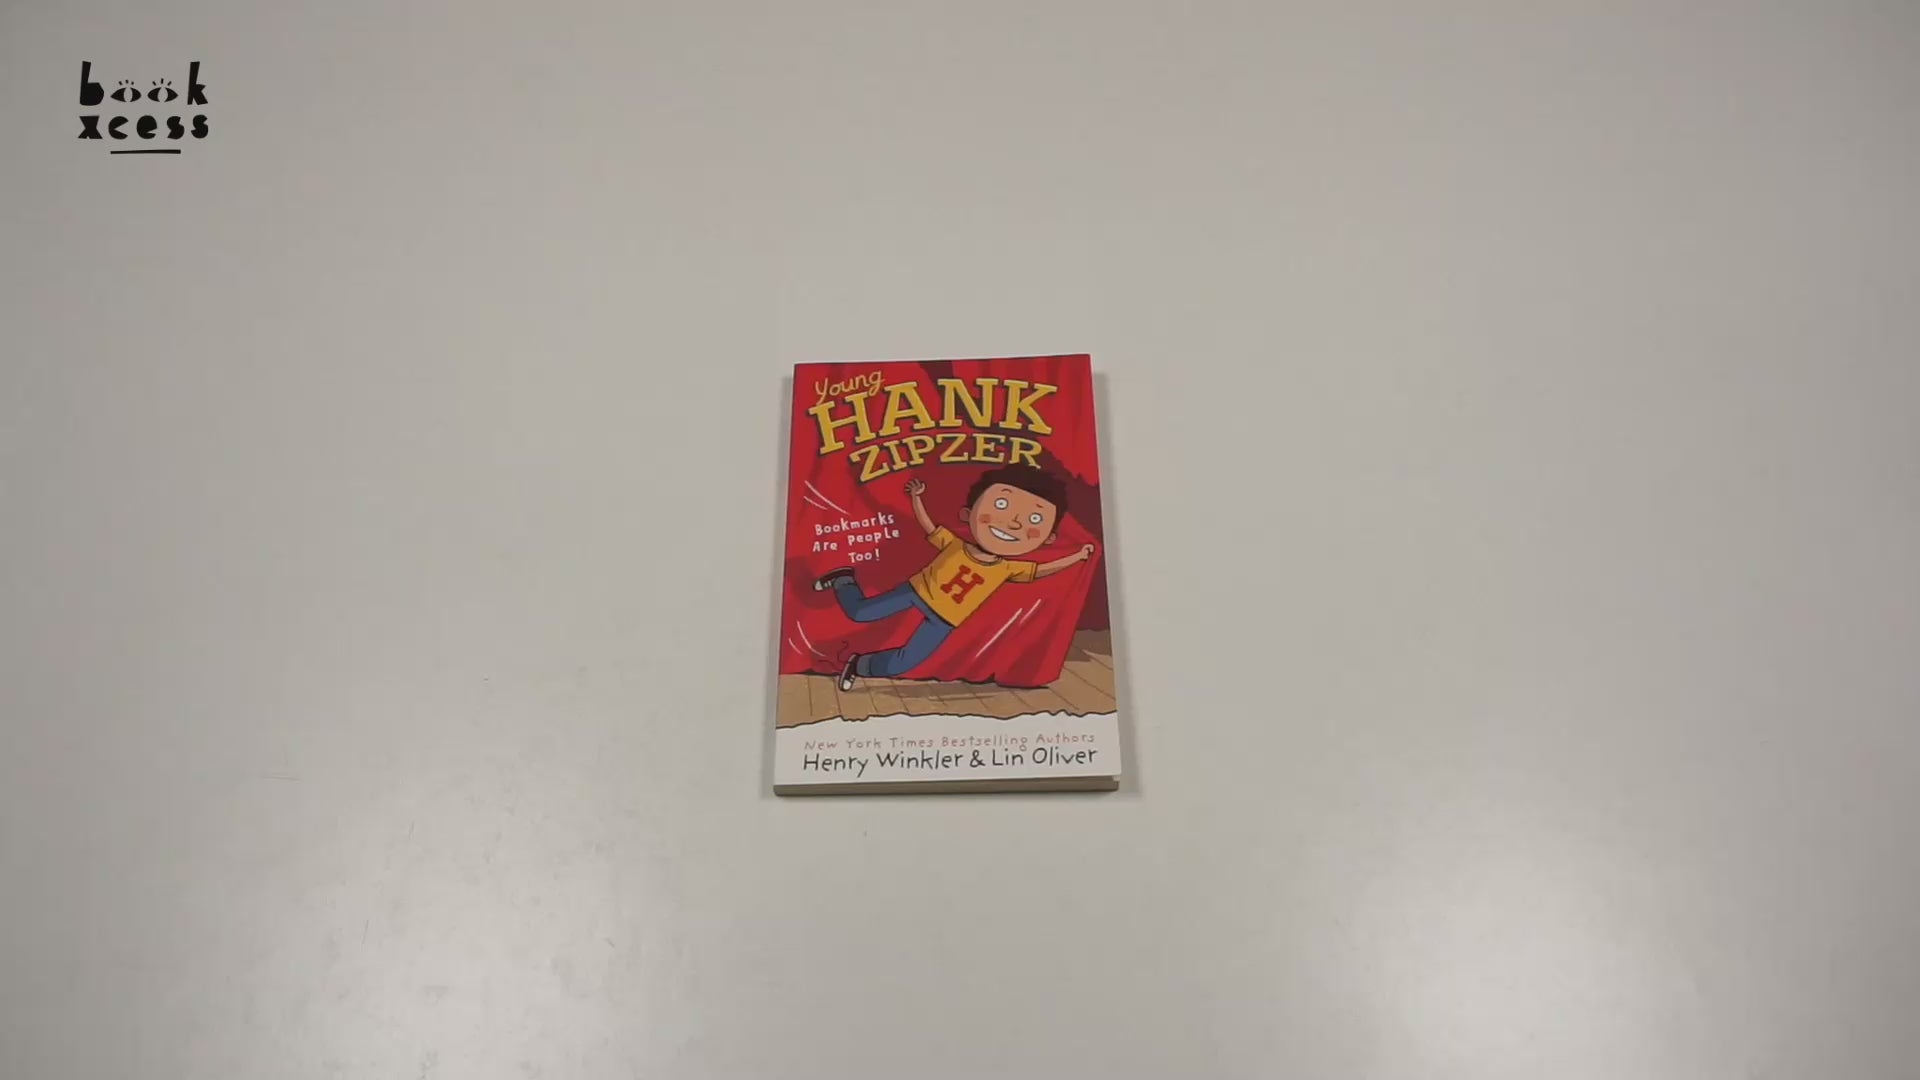 book
xcess
Young
HANK
ZIPZER
Bookmarks
Are People
Too!
H
New York Times Bestselling Authors
Henry Winkler & Lin Oliver